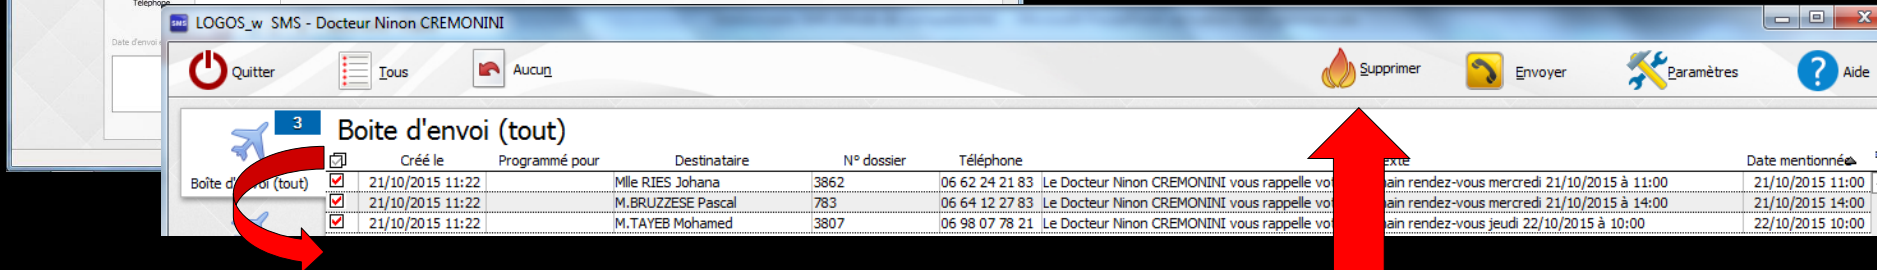 Téléphone
Date d'envoi
SMS LOGOS_w SMS - Docteur Ninon CREMONINI
Quitter Tous Aucun Supprimer Envoyer Paramètres ? Aide
3 Boite d'envoi (tout)
Créé le Programmé pour Destinataire N° dossier Téléphone Texte Date mentionnée
Boîte d'envoi (tout)
21/10/2015 11:22 Mlle RIES Johana 3862 06 62 24 21 83 Le Docteur Ninon CREMONINI vous rappelle rendez-vous mercredi 21/10/2015 à 11:00 21/10/2015 11:00
21/10/2015 11:22 M.BRUZZESE Pascal 783 06 64 12 27 83 Le Docteur Ninon CREMONINI vous rappelle rendez-vous mercredi 21/10/2015 à 14:00 21/10/2015 14:00
21/10/2015 11:22 M.TAYEB Mohamed 3807 06 98 07 78 21 Le Docteur Ninon CREMONINI vous rappelle rendez-vous jeudi 22/10/2015 à 10:00 22/10/2015 10:00